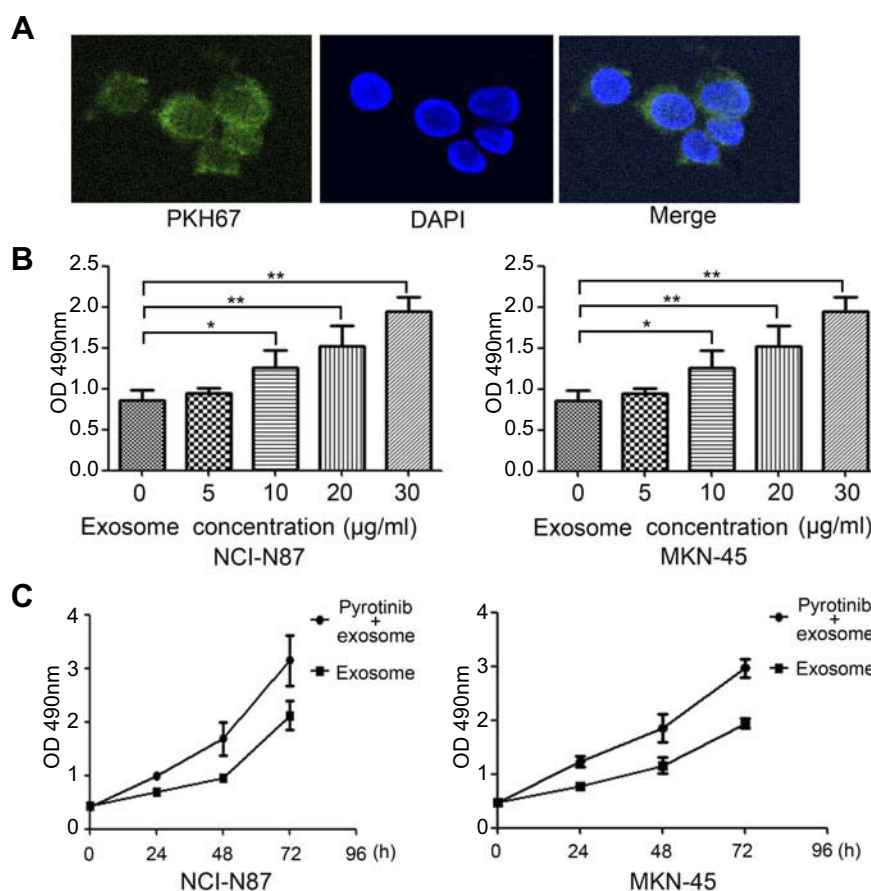 A
PKH67 DAPI Merge
B
OD 490nm
2.5
2.0
1.5
1.0
0.5
0.0
**
**
*
0 5 10 20 30
Exosome concentration (µg/ml)
NCI-N87
OD 490nm
2.5
2.0
1.5
1.0
0.5
0.0
**
**
*
0 5 10 20 30
Exosome concentration (µg/ml)
MKN-45
C
OD 490nm
4
3
2
1
0
Pyrotinib
+
exosome
Exosome
0 24 48 72 96 (h)
NCI-N87
OD 490nm
4
3
2
1
0
Pyrotinib
+
exosome
Exosome
0 24 48 72 96 (h)
MKN-45